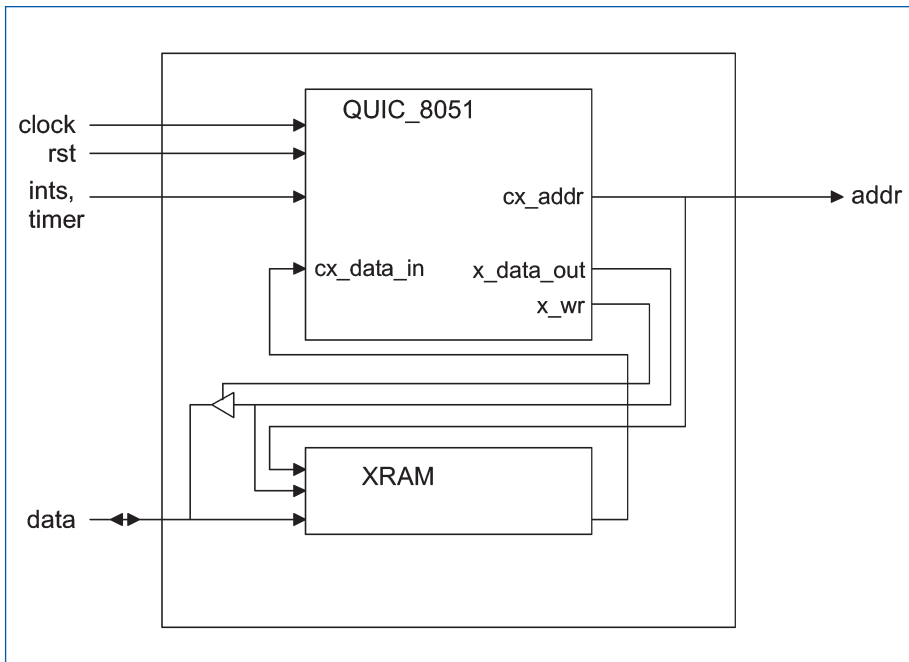 QUIC_8051
clock
rst
ints,
timer
cx_addr
addr
cx_data_in
x_data_out
x_wr
XRAM
data